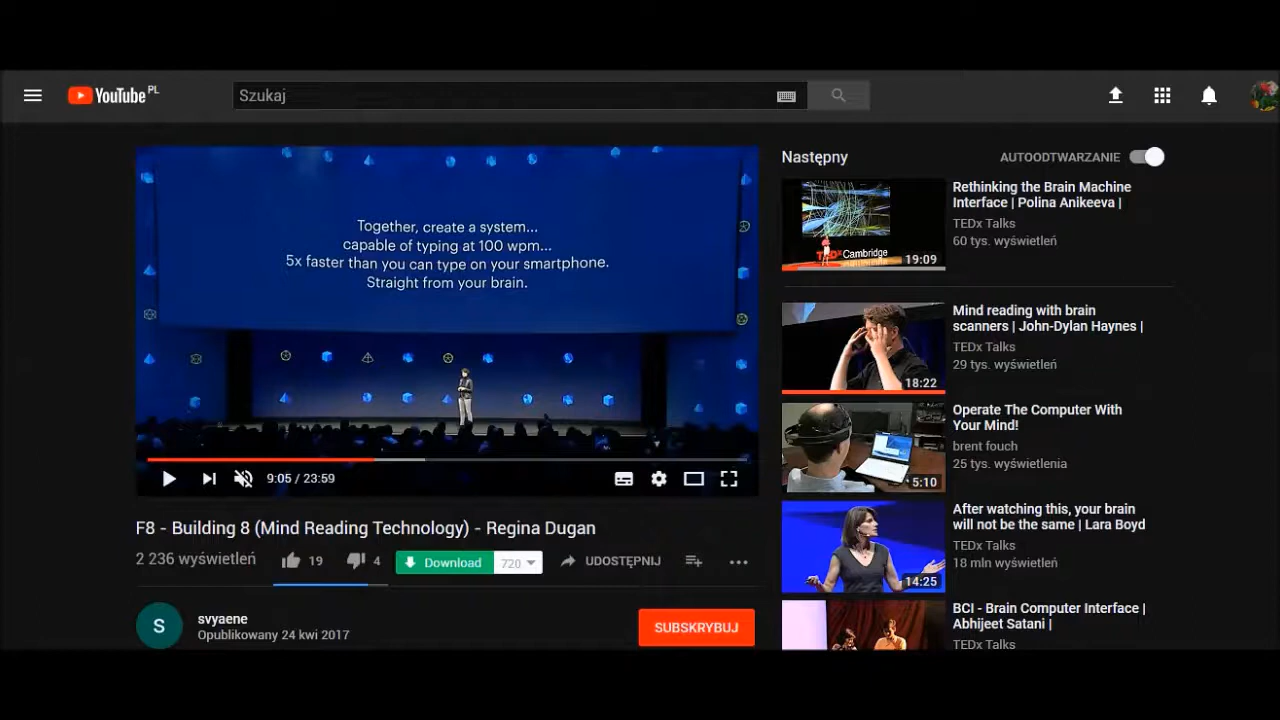 YouTube PL
Szukaj
Together, create a system...
capable of typing at 100 wpm...
5x faster than you can type on your smartphone.
Straight from your brain.
9:05 / 23:59
F8 - Building 8 (Mind Reading Technology) - Regina Dugan
2 236 wyświetleń
19
4
Download
720
UDOSTĘPNIJ
S
svyaene
Opublikowany 24 kwi 2017
SUBSKRYBUJ
Następny
AUTOODTWARZANIE
TEDx Cambridge
19:09
Rethinking the Brain Machine
Interface | Polina Anikeeva |
TEDx Talks
60 tys. wyświetleń
18:22
Mind reading with brain
scanners | John-Dylan Haynes |
TEDx Talks
29 tys. wyświetleń
5:10
Operate The Computer With
Your Mind!
brent fouch
25 tys. wyświetlenia
14:25
After watching this, your brain
will not be the same | Lara Boyd
TEDx Talks
18 mln wyświetleń
BCI - Brain Computer Interface |
Abhijeet Satani |
TEDx Talks